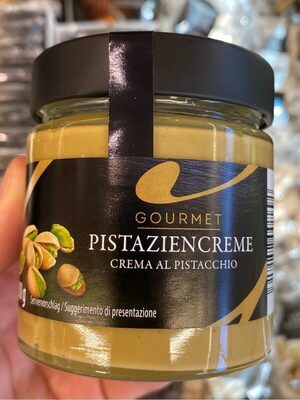 GOURMET
PISTAZIENCREME
CREMA AL PISTACCHIO
g
Serviervorschlag / Suggerimento di presentazione